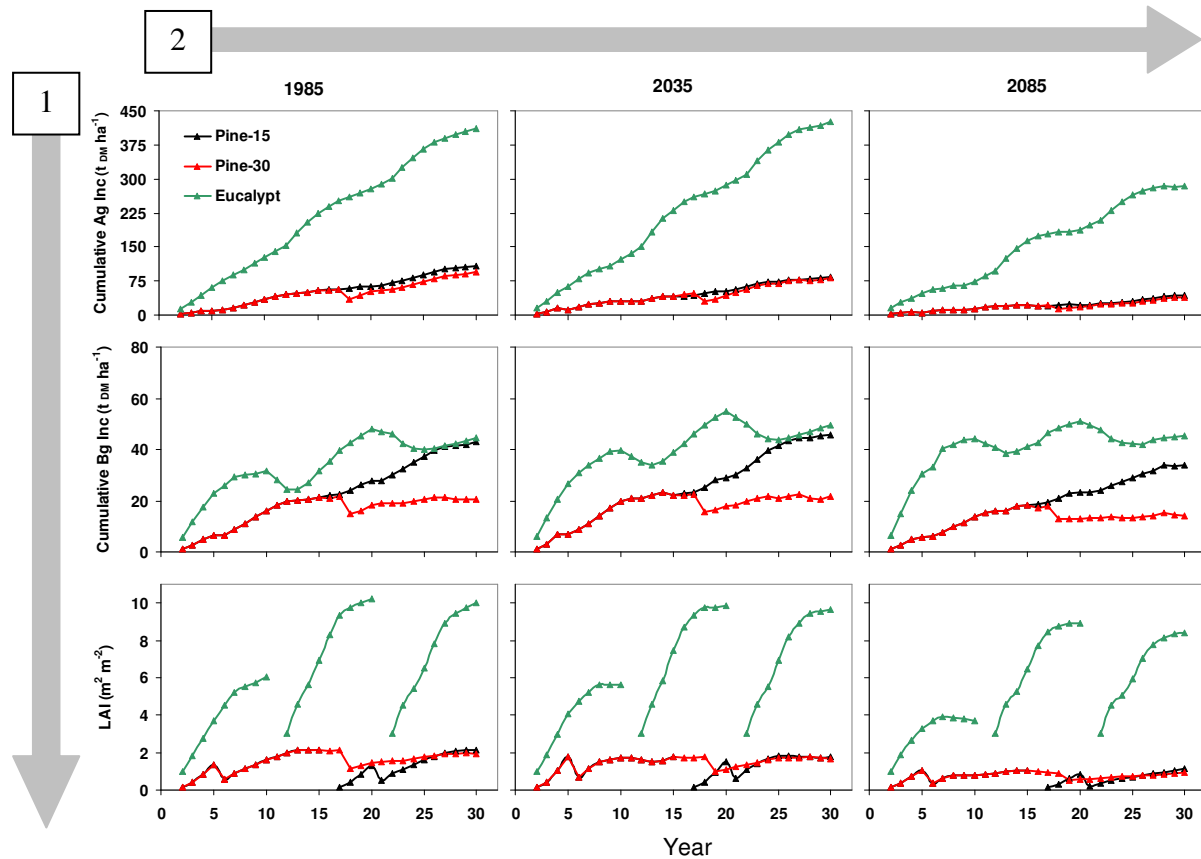 2
1
1985 2035 2085
Cumulative Ag Inc (t DM ha-1)
450
375
300
225
150
75
0
Pine-15
Pine-30
Eucalypt
Cumulative Bg Inc (t DM ha-1)
80
60
40
20
0
LAI (m2 m-2)
10
8
6
4
2
0
0 5 10 15 20 25 30 0 5 10 15 20 25 30 0 5 10 15 20 25 30
Year